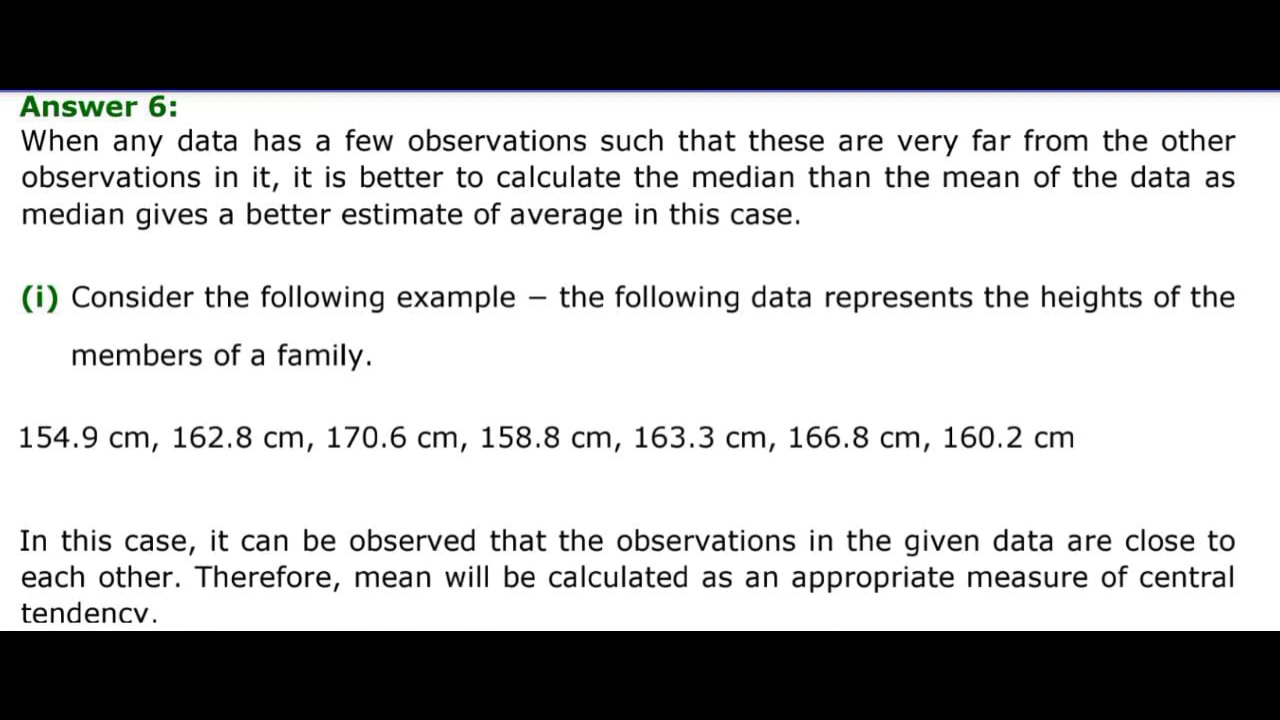 Answer 6:
When any data has a few observations such that these are very far from the other
observations in it, it is better to calculate the median than the mean of the data as
median gives a better estimate of average in this case.
(i) Consider the following example – the following data represents the heights of the
members of a family.
154.9 cm, 162.8 cm, 170.6 cm, 158.8 cm, 163.3 cm, 166.8 cm, 160.2 cm
In this case, it can be observed that the observations in the given data are close to
each other. Therefore, mean will be calculated as an appropriate measure of central
tendency.